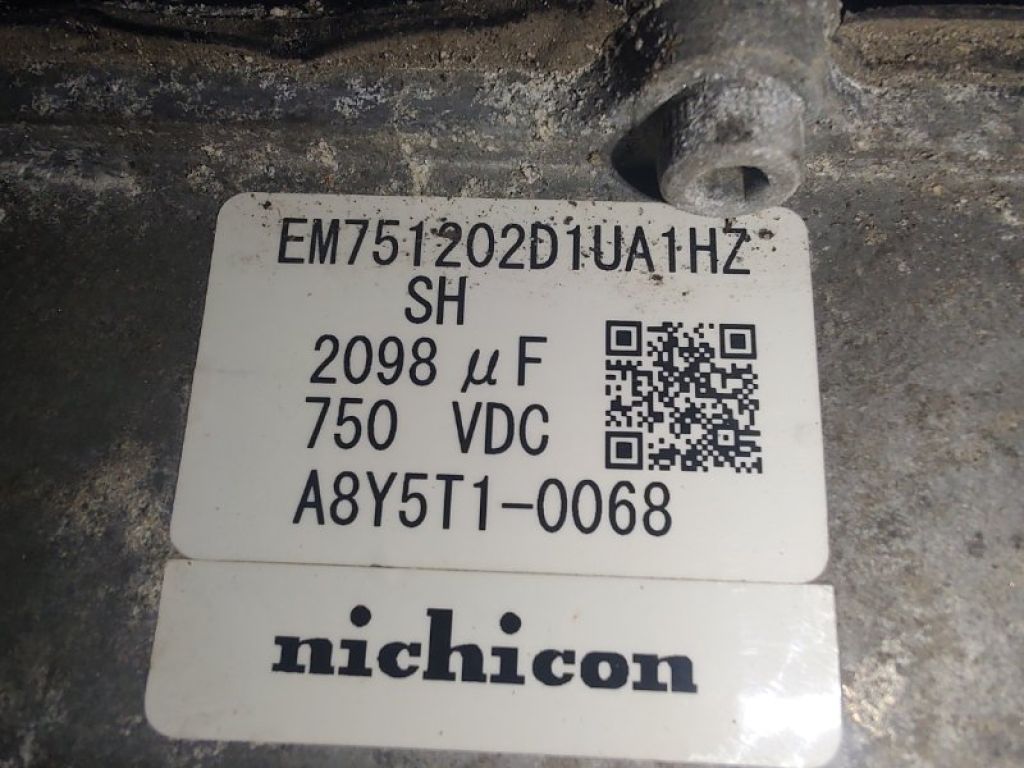 EM751202D1UA1HZ
SH
2098 μF
750 VDC
A8Y5T1-0068
nichicon